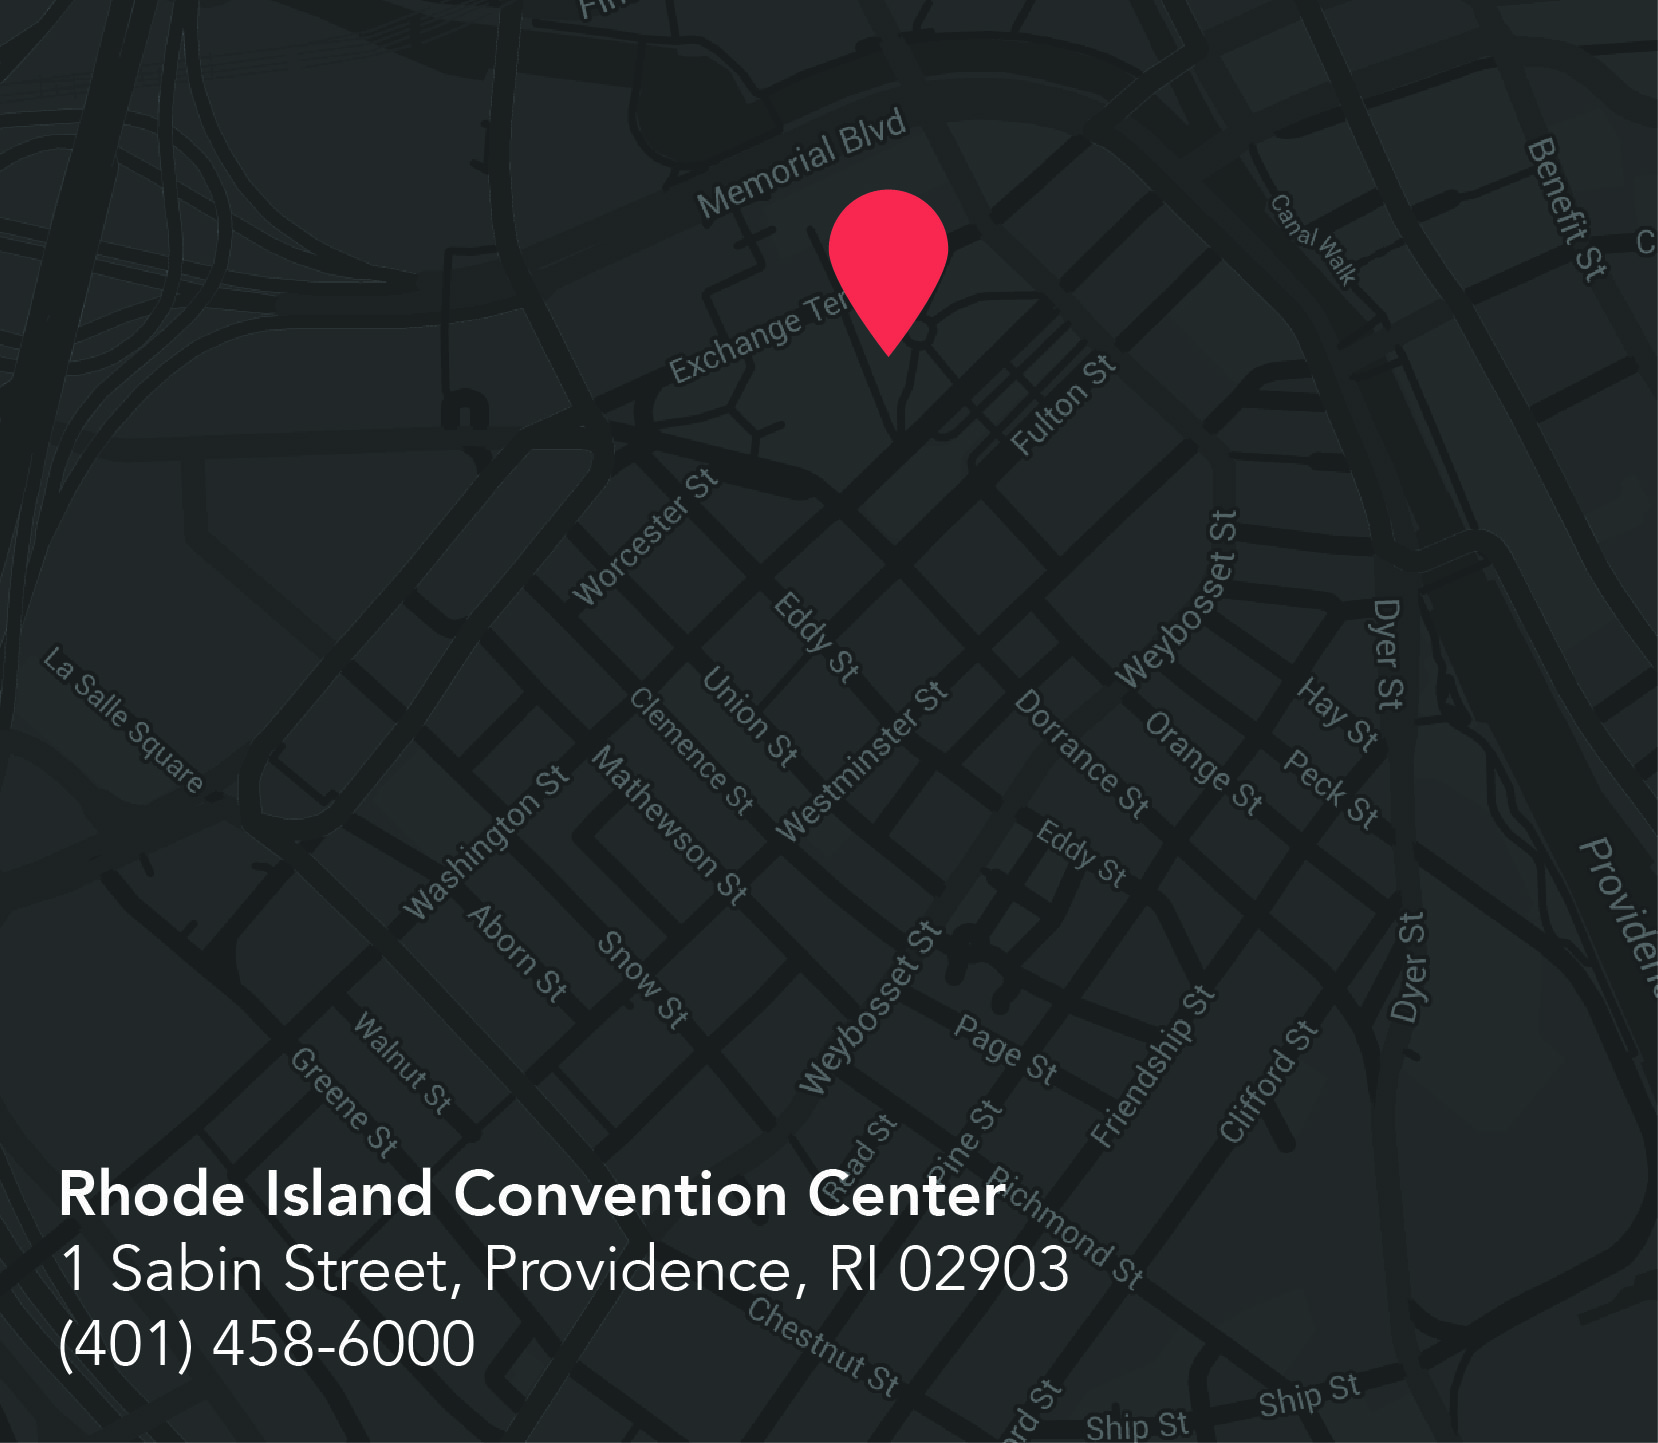 Memorial Blvd
Benefit St
Canal Walk
Exchange Ter
Fulton St
Worcester St
Weybosset St
Eddy St
Dyer St
La Salle Square
Union St
Clemence St
Westminster St
Dorrance St
Hay St
Orange St
Peck St
Mathewson St
Washington St
Eddy St
Aborn St
Snow St
Weybosset St
Dyer St
Walnut St
Greene St
Page St
Friendship St
Clifford St
Pine St
Richmond St
Rhode Island Convention Center
1 Sabin Street, Providence, RI 02903
(401) 458-6000
Chestnut St
Ship St
Ship St